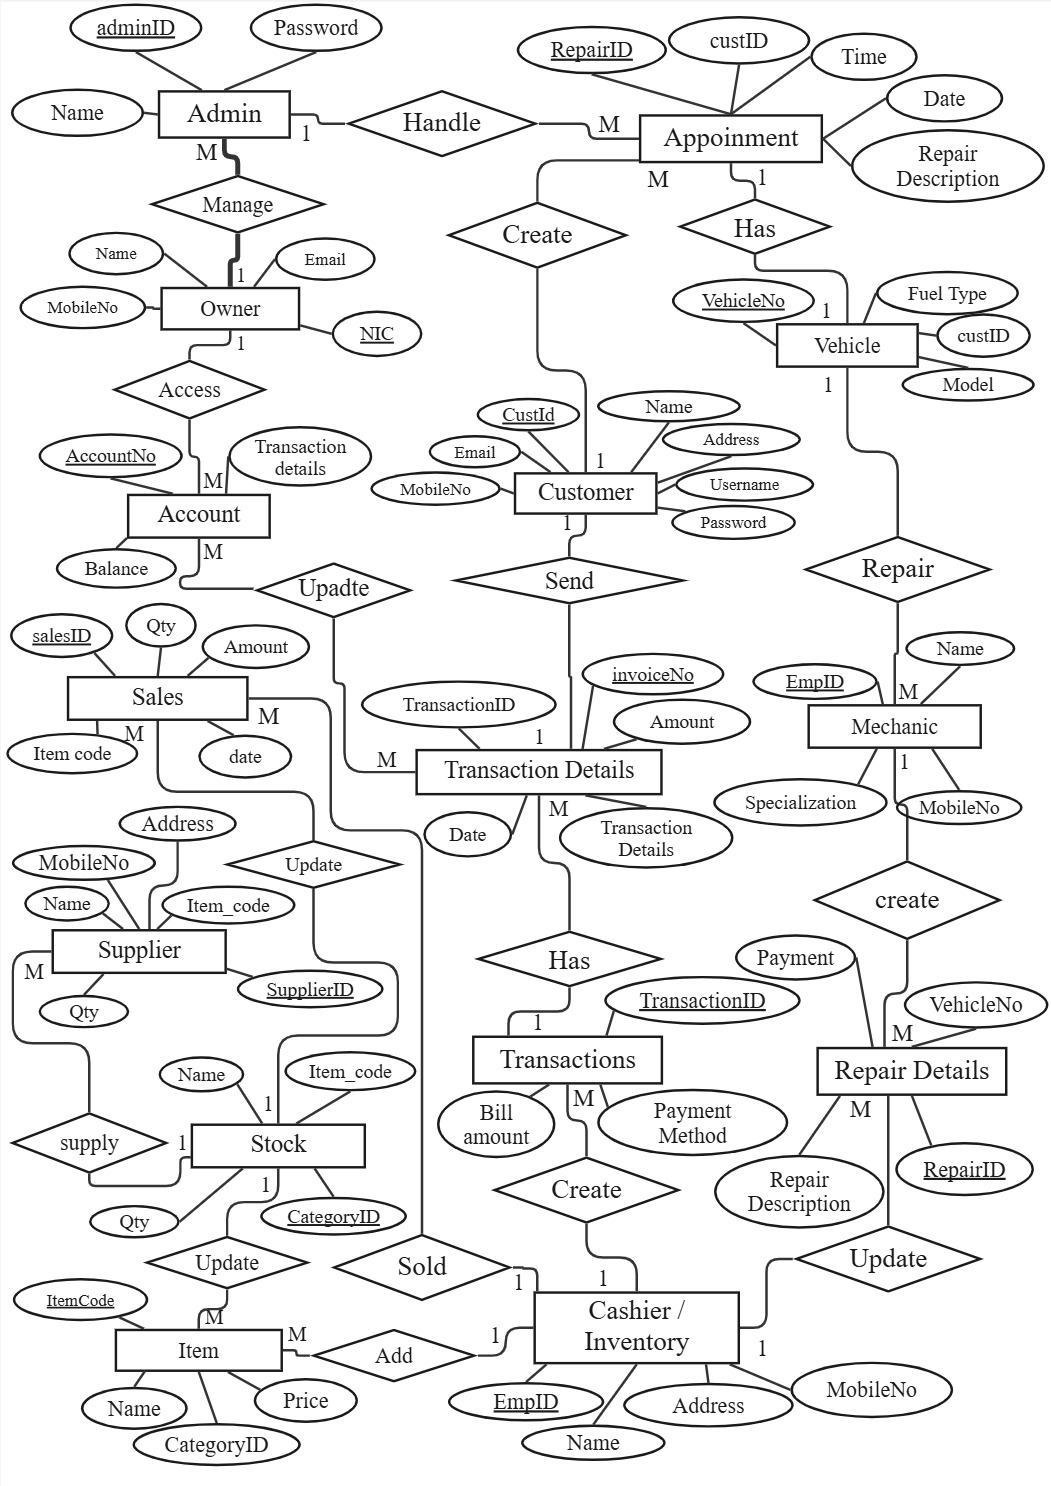 adminID
Password
Name
Admin
1
Handle
M
RepairID
custID
Time
Date
Repair
Description
Appoinment
M
Manage
M
1
Create
Has
Name
Email
1
MobileNo
Owner
NIC
1
VehicleNo
Fuel Type
custID
1
Vehicle
Model
1
Access
AccountNo
Transaction
details
M
Account
Balance
M
CustId
Name
Email
Address
1
MobileNo
Customer
Username
Password
1
Upadte
Send
Repair
salesID
Qty
Amount
Sales
M
M
Item code
date
TransactionID
invoiceNo
Amount
1
M
Transaction Details
Date
M
Transaction
Details
Name
EmpID
M
Mechanic
1
Specialization
MobileNo
Address
MobileNo
Name
Item_code
Supplier
M
SupplierID
Qty
Update
create
Has
Payment
1
TransactionID
VehicleNo
M
Transactions
Repair Details
M
M
Bill
amount
Payment
Method
Name
Item_code
1
supply
1
Stock
1
Qty
CategoryID
Create
Repair
Description
RepairID
Update
Sold
1
1
Update
Cashier /
Inventory
1
ItemCode
M
Item
M
Add
1
Name
CategoryID
Price
EmpID
Name
Address
MobileNo